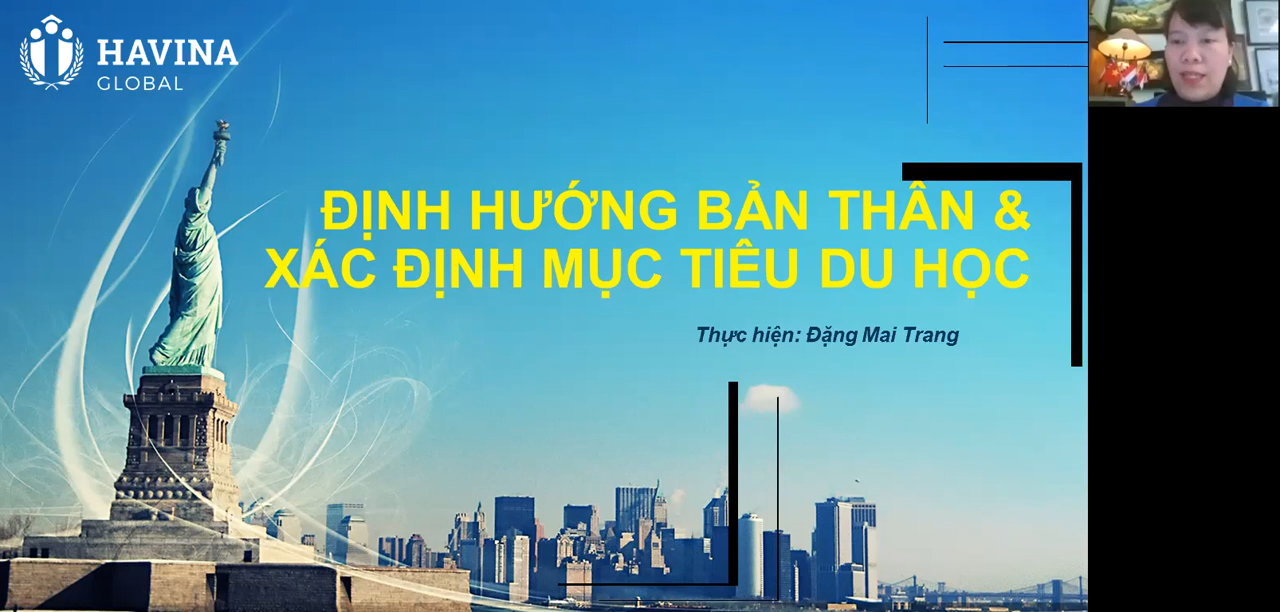 HAVINA
GLOBAL
ĐỊNH HƯỚNG BẢN THÂN &
XÁC ĐỊNH MỤC TIÊU DU HỌC
Thực hiện: Đặng Mai Trang